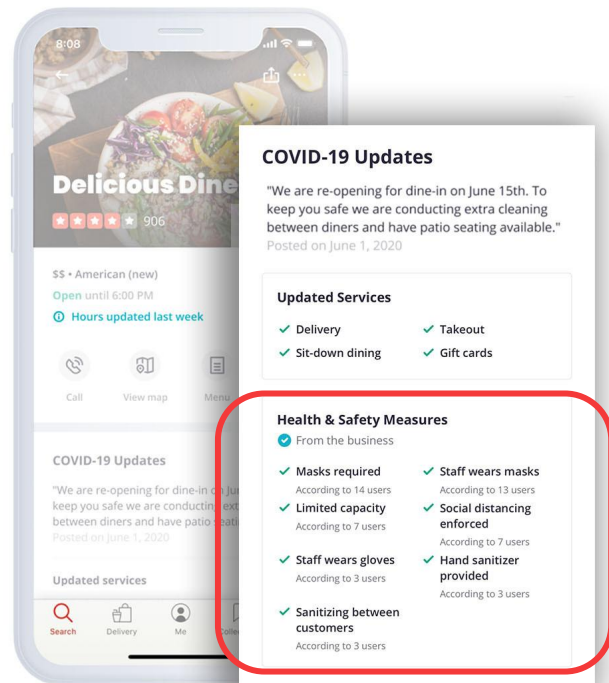 8:08
Delicious Dine
906
$$ • American (new)
Open until 6:00 PM
Hours updated last week
Call
View map
Menu
COVID-19 Updates
"We are re-opening for dine-in
keep you safe we are conducting
between diners and have patio
Posted on June 1, 2020
Updated services
Search
Delivery
Me
COVID-19 Updates
"We are re-opening for dine-in on June 15th. To
keep you safe we are conducting extra cleaning
between diners and have patio seating available."
Posted on June 1, 2020
Updated Services
Delivery
Takeout
Sit-down dining
Gift cards
Health & Safety Measures
From the business
Masks required
According to 14 users
Staff wears masks
According to 13 users
Limited capacity
According to 7 users
Social distancing
enforced
According to 7 users
Staff wears gloves
According to 3 users
Hand sanitizer
provided
According to 3 users
Sanitizing between
customers
According to 3 users